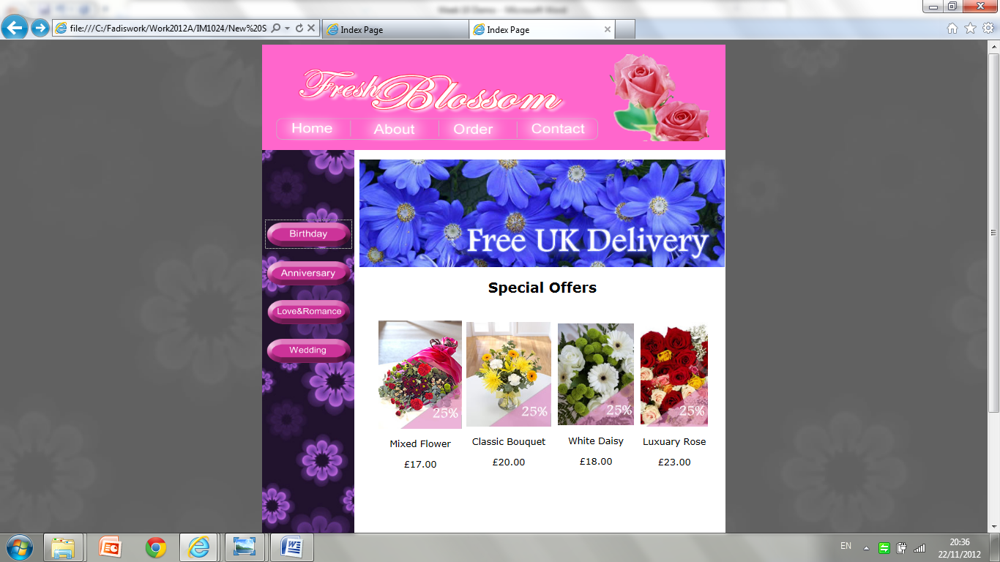 Week 10 Demo - Microsoft Word
file:///C:/Fadiswork/Work2012A/IM1024/New%20S
Index Page
Index Page
Fresh Blossom
Home About Order Contact
Birthday
Anniversary
Love&Romance
Wedding
Free UK Delivery
Special Offers
25% 25% 25% 25%
Mixed Flower Classic Bouquet White Daisy Luxuary Rose
£17.00 £20.00 £18.00 £23.00
EN
20:36
22/11/2012